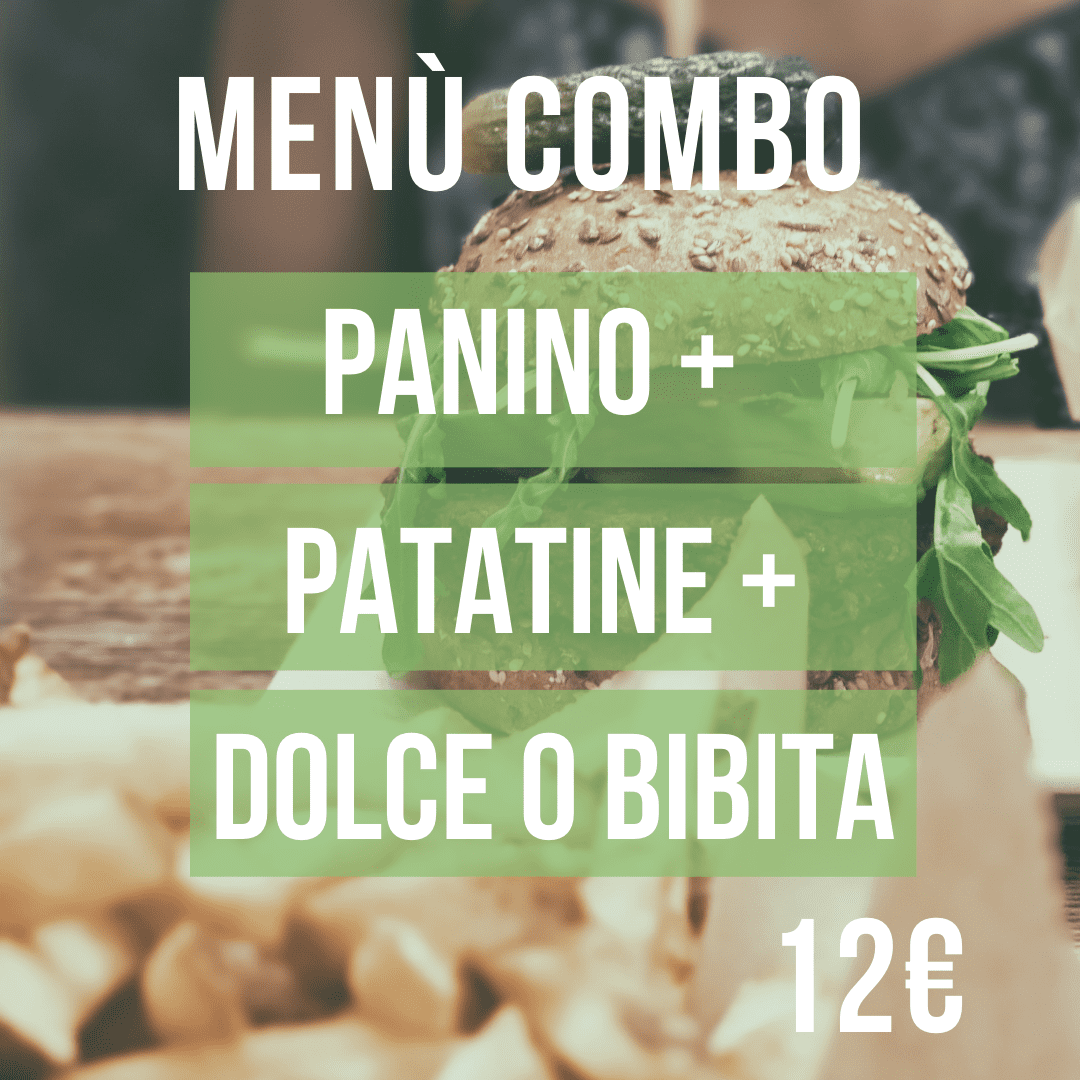 MENÙ COMBO
PANINO +
PATATINE +
DOLCE O BIBITA
12€